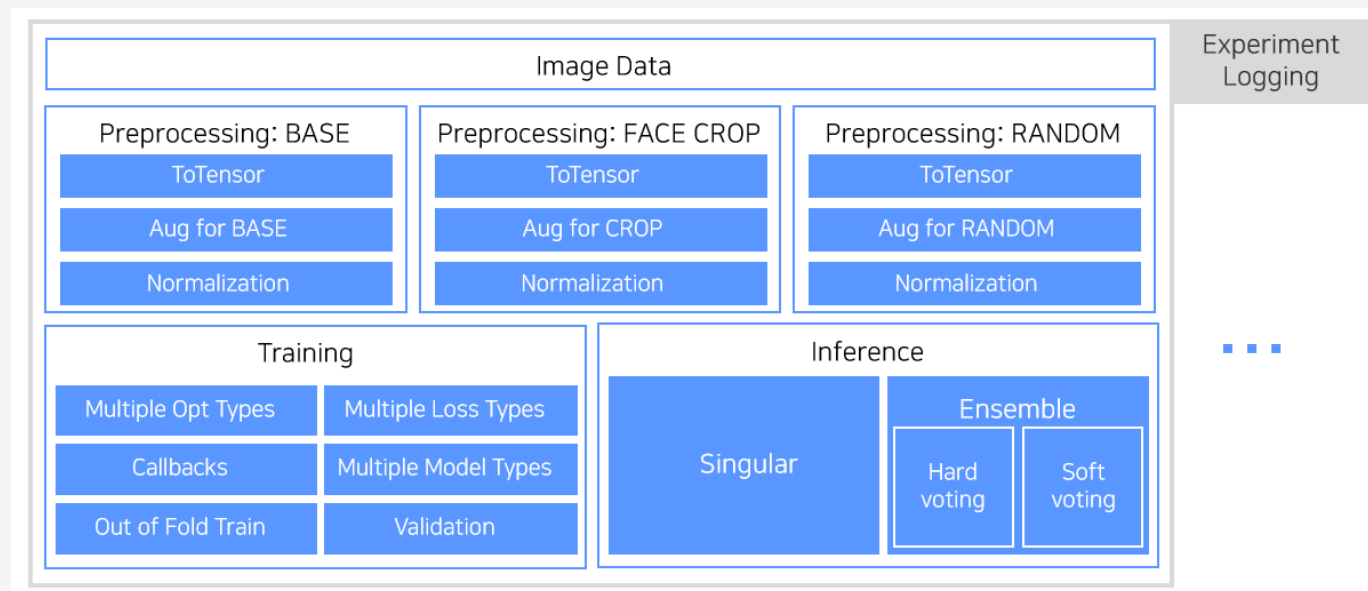 Image Data
Experiment
Logging
Preprocessing: BASE
ToTensor
Aug for BASE
Normalization
Preprocessing: FACE CROP
ToTensor
Aug for CROP
Normalization
Preprocessing: RANDOM
ToTensor
Aug for RANDOM
Normalization
Training
Multiple Opt Types
Multiple Loss Types
Callbacks
Multiple Model Types
Out of Fold Train
Validation
Inference
Singular
Ensemble
Hard
voting
Soft
voting
...